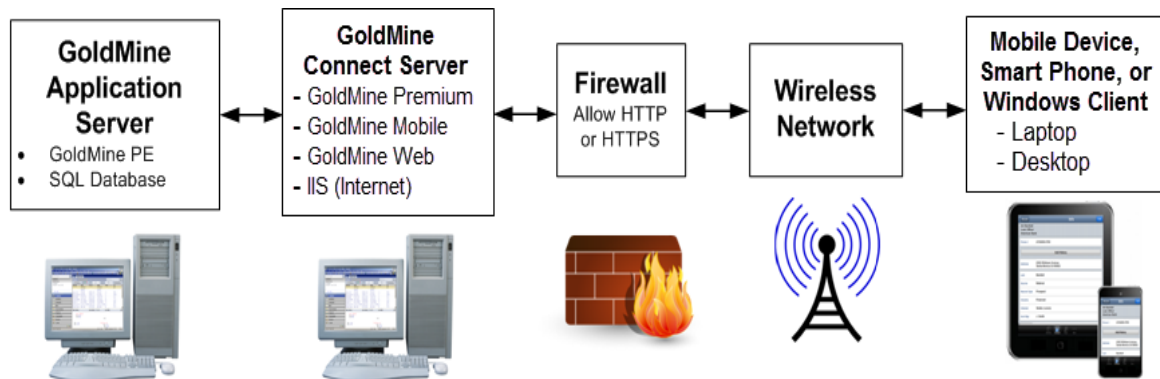 GoldMine
Application
Server
• GoldMine PE
• SQL Database
GoldMine
Connect Server
- GoldMine Premium
- GoldMine Mobile
- GoldMine Web
- IIS (Internet)
Firewall
Allow HTTP
or HTTPS
Wireless
Network
Mobile Device,
Smart Phone, or
Windows Client
- Laptop
- Desktop